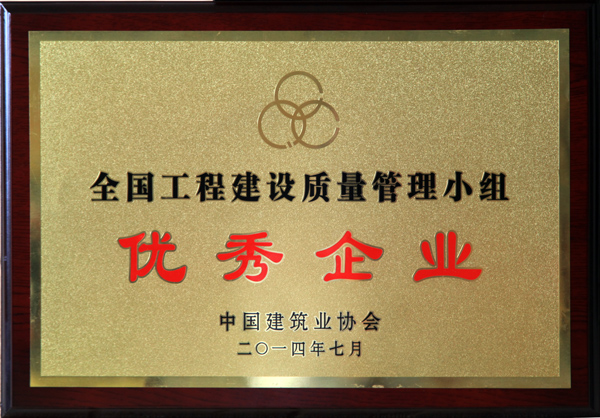 全国工程建设质量管理小组
优秀企业
中国建筑业协会
二〇一四年七月